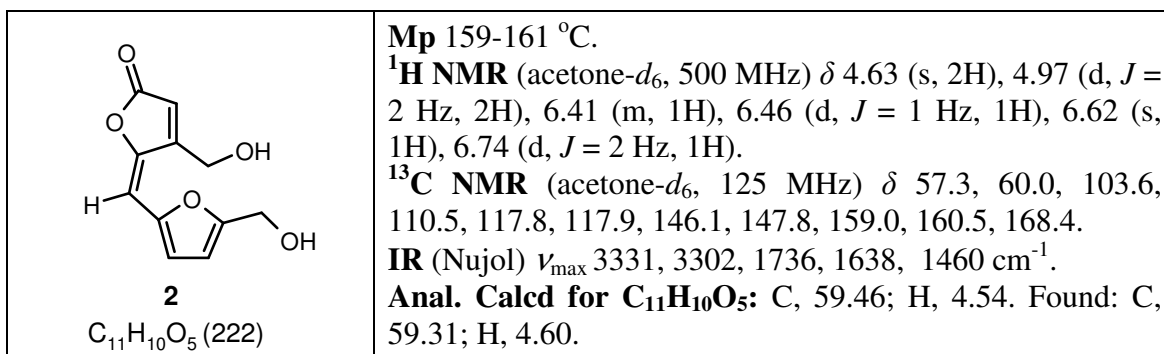 O
O
OH
H
O
OH
2
C₁₁H₁₀O₅ (222)
Mp 159-161 °C.
¹H NMR (acetone-d₆, 500 MHz) δ 4.63 (s, 2H), 4.97 (d, J =
2 Hz, 2H), 6.41 (m, 1H), 6.46 (d, J = 1 Hz, 1H), 6.62 (s,
1H), 6.74 (d, J = 2 Hz, 1H).
¹³C NMR (acetone-d₆, 125 MHz) δ 57.3, 60.0, 103.6,
110.5, 117.8, 117.9, 146.1, 147.8, 159.0, 160.5, 168.4.
IR (Nujol) νmax 3331, 3302, 1736, 1638, 1460 cm⁻¹.
Anal. Calcd for C₁₁H₁₀O₅: C, 59.46; H, 4.54. Found: C,
59.31; H, 4.60.